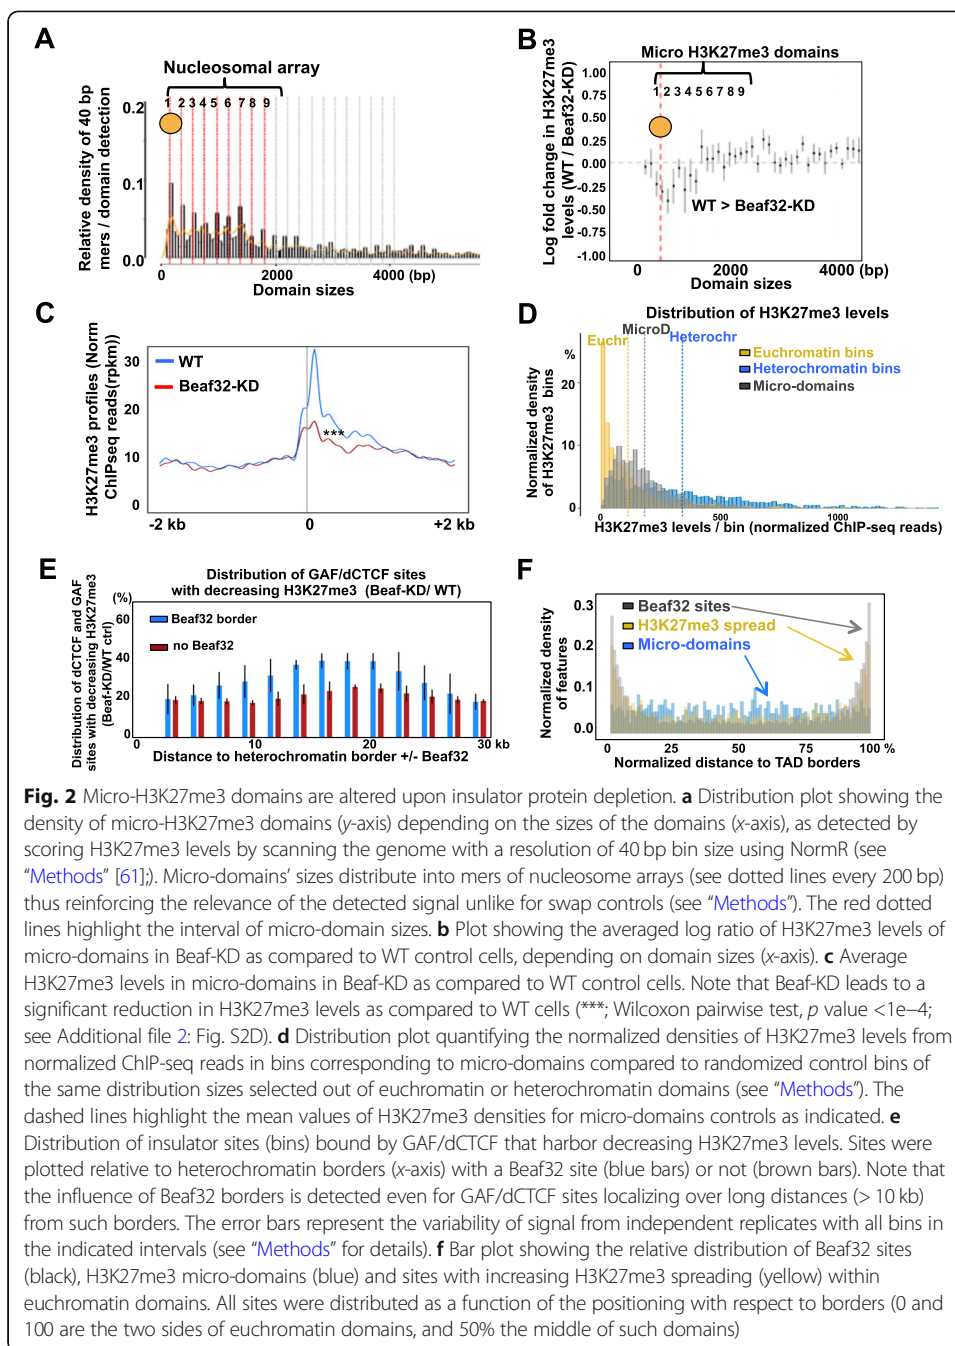 A
Nucleosomal array
1 2 3 4 5 6 7 8 9
Relative density of 40 bp
mers / domain detection
0.2
0.1
0.0
0 2000 4000 (bp)
Domain sizes
B
Micro H3K27me3 domains
1 2 3 4 5 6 7 8 9
Log fold change in H3K27me3
levels (WT / Beaf32-KD)
1.00
0.75
0.50
0.25
0.00
-0.25
-0.50
-0.75
-1.00
WT > Beaf32-KD
0 2000 4000 (bp)
Domain sizes
C
H3K27me3 profiles (Norm
ChIPseq reads(rpkm))
30
20
10
0
WT
Beaf32-KD
***
-2 kb 0 +2 kb
D
Distribution of H3K27me3 levels
Euchr MicroD Heterochr
%
20
10
0
Normalized density
of H3K27me3 bins
Euchromatin bins
Heterochromatin bins
Micro-domains
0 500 1000
H3K27me3 levels / bin (normalized ChIP-seq reads)
E
Distribution of GAF/dCTCF sites
with decreasing H3K27me3 (Beaf-KD/ WT)
Distribution of dCTCF and GAF
sites with decreasing H3K27me3
(Beaf-KD/WT ctrl)
(%)
60
40
20
0
Beaf32 border
no Beaf32
0 10 20 30 kb
Distance to heterochromatin border +/- Beaf32
F
Normalized density
of features
0.3
0.2
0.1
0.0
Beaf32 sites
H3K27me3 spread
Micro-domains
0 25 50 75 100 %
Normalized distance to TAD borders
Fig. 2 Micro-H3K27me3 domains are altered upon insulator protein depletion. a Distribution plot showing the
density of micro-H3K27me3 domains (y-axis) depending on the sizes of the domains (x-axis), as detected by
scoring H3K27me3 levels by scanning the genome with a resolution of 40 bp bin size using NormR (see
“Methods” [61];). Micro-domains’ sizes distribute into mers of nucleosome arrays (see dotted lines every 200 bp)
thus reinforcing the relevance of the detected signal unlike for swap controls (see “Methods”). The red dotted
lines highlight the interval of micro-domain sizes. b Plot showing the averaged log ratio of H3K27me3 levels of
micro-domains in Beaf-KD as compared to WT control cells, depending on domain sizes (x-axis). c Average
H3K27me3 levels in micro-domains in Beaf-KD as compared to WT control cells. Note that Beaf-KD leads to a
significant reduction in H3K27me3 levels as compared to WT cells (***; Wilcoxon pairwise test, p value <1e–4;
see Additional file 2: Fig. S2D). d Distribution plot quantifying the normalized densities of H3K27me3 levels from
normalized ChIP-seq reads in bins corresponding to micro-domains compared to randomized control bins of
the same distribution sizes selected out of euchromatin or heterochromatin domains (see “Methods”). The
dashed lines highlight the mean values of H3K27me3 densities for micro-domains controls as indicated. e
Distribution of insulator sites (bins) bound by GAF/dCTCF that harbor decreasing H3K27me3 levels. Sites were
plotted relative to heterochromatin borders (x-axis) with a Beaf32 site (blue bars) or not (brown bars). Note that
the influence of Beaf32 borders is detected even for GAF/dCTCF sites localizing over long distances (> 10 kb)
from such borders. The error bars represent the variability of signal from independent replicates with all bins in
the indicated intervals (see “Methods” for details). f Bar plot showing the relative distribution of Beaf32 sites
(black), H3K27me3 micro-domains (blue) and sites with increasing H3K27me3 spreading (yellow) within
euchromatin domains. All sites were distributed as a function of the positioning with respect to borders (0 and
100 are the two sides of euchromatin domains, and 50% the middle of such domains)